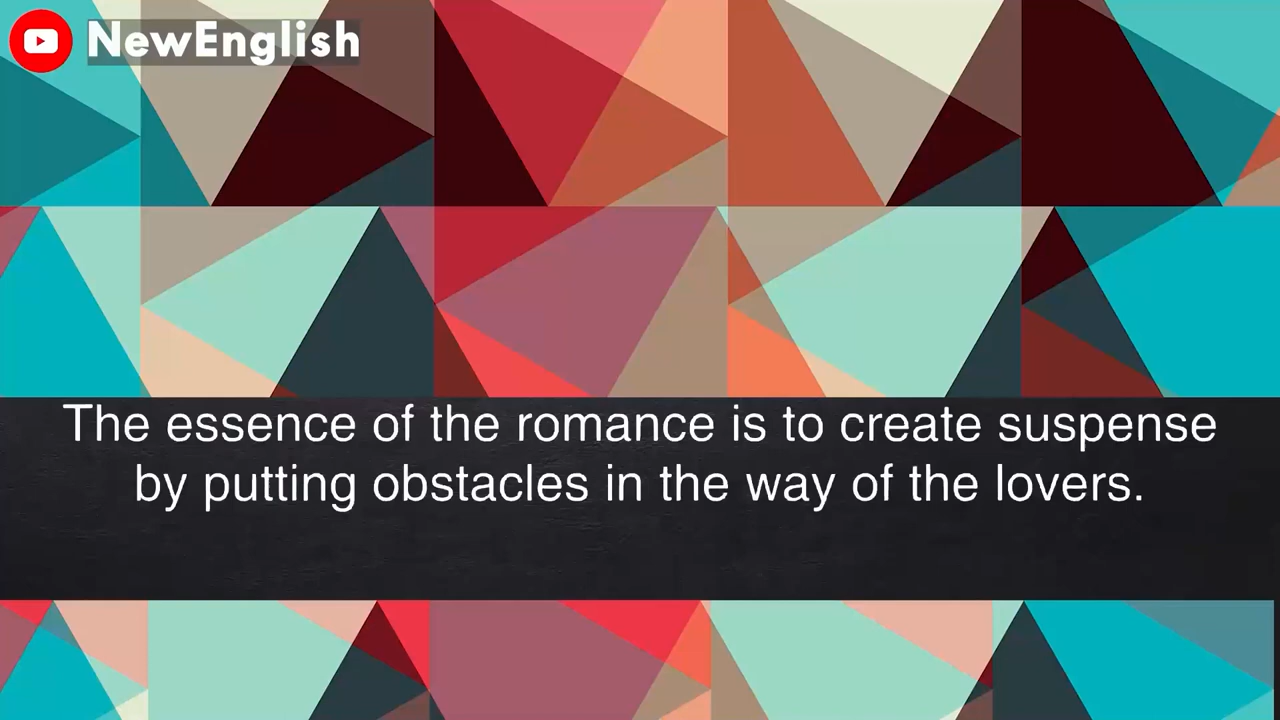 NewEnglish
The essence of the romance is to create suspense
by putting obstacles in the way of the lovers.